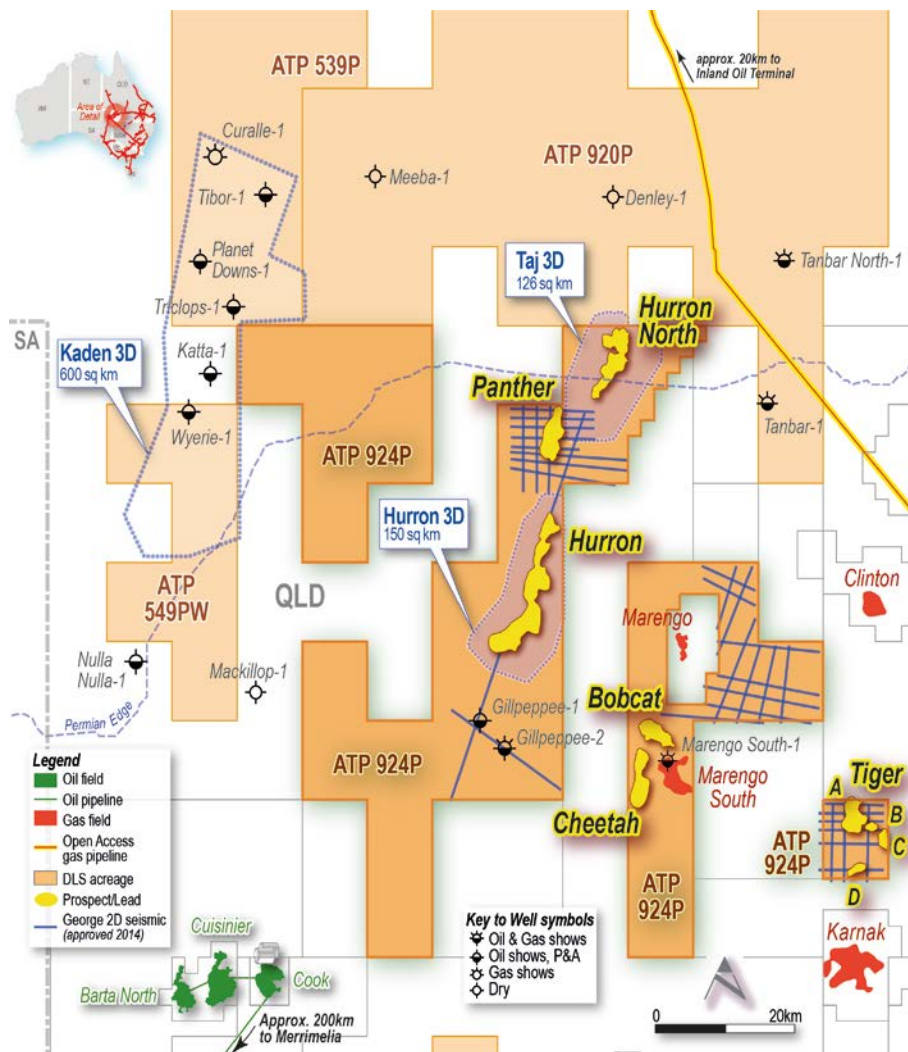 ATP 539P
approx. 20km to
Inland Oil Terminal
Area of
Detail
WA
NT
QLD
SA
Curalle-1
ATP 920P
Meeba-1
Tibor-1
Denley-1
Planet
Downs-1
Taj 3D
126 sq km
Tanbar North-1
Triclops-1
Hurron
North
SA
Kaden 3D
600 sq km
Katta-1
Panther
Wyerie-1
Tanbar-1
ATP 924P
Hurron 3D
150 sq km
Hurron
ATP
549PW
QLD
Clinton
Marengo
Nulla
Nulla-1
Mackillop-1
Gillpeppee-1
Bobcat
Permian Edge
Gillpeppee-2
Marengo South-1
ATP 924P
Marengo
South
Tiger
A
B
C
D
Cheetah
ATP
924P
ATP
924P
Legend
Oil field
Oil pipeline
Gas field
Open Access
gas pipeline
DLS acreage
Prospect/Lead
George 2D seismic
(approved 2014)
Key to Well symbols
Oil & Gas shows
Oil shows, P&A
Gas shows
Dry
Karnak
Cuisinier
Barta North
Cook
Approx. 200km
to Merrimelia
0
20km